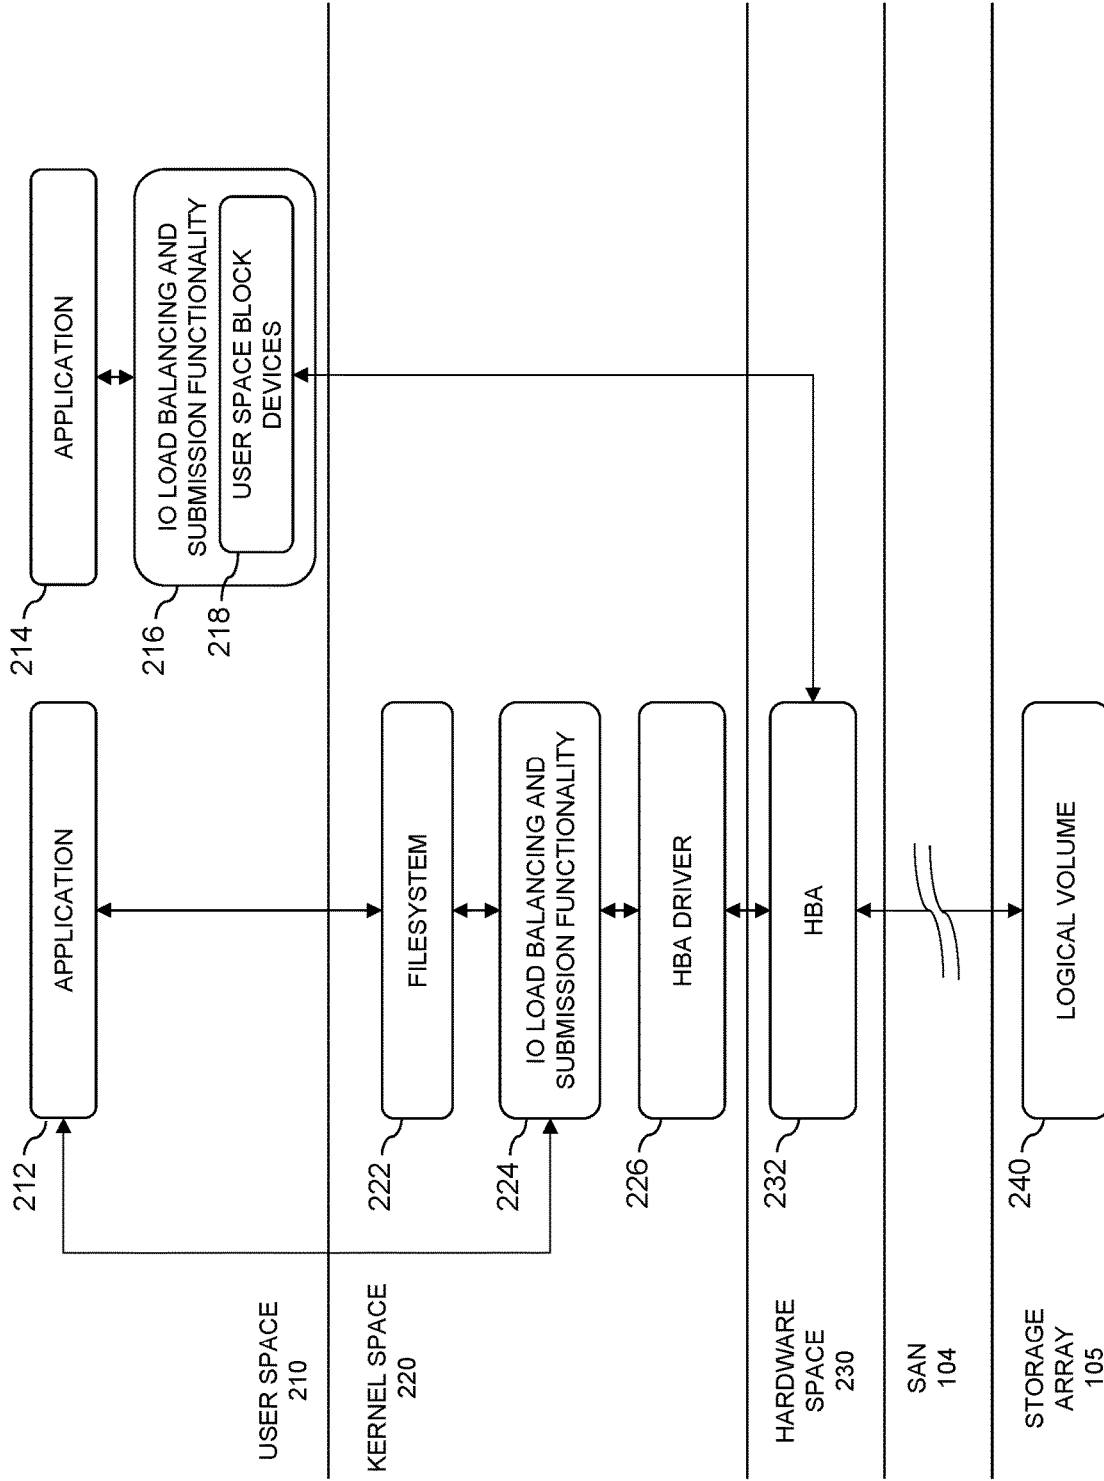 USER SPACE
210
212
APPLICATION
214
APPLICATION
216
IO LOAD BALANCING AND
SUBMISSION FUNCTIONALITY
218
USER SPACE BLOCK
DEVICES
KERNEL SPACE
220
222
FILESYSTEM
224
IO LOAD BALANCING AND
SUBMISSION FUNCTIONALITY
226
HBA DRIVER
HARDWARE
SPACE
230
232
HBA
SAN
104
STORAGE
ARRAY
105
240
LOGICAL VOLUME